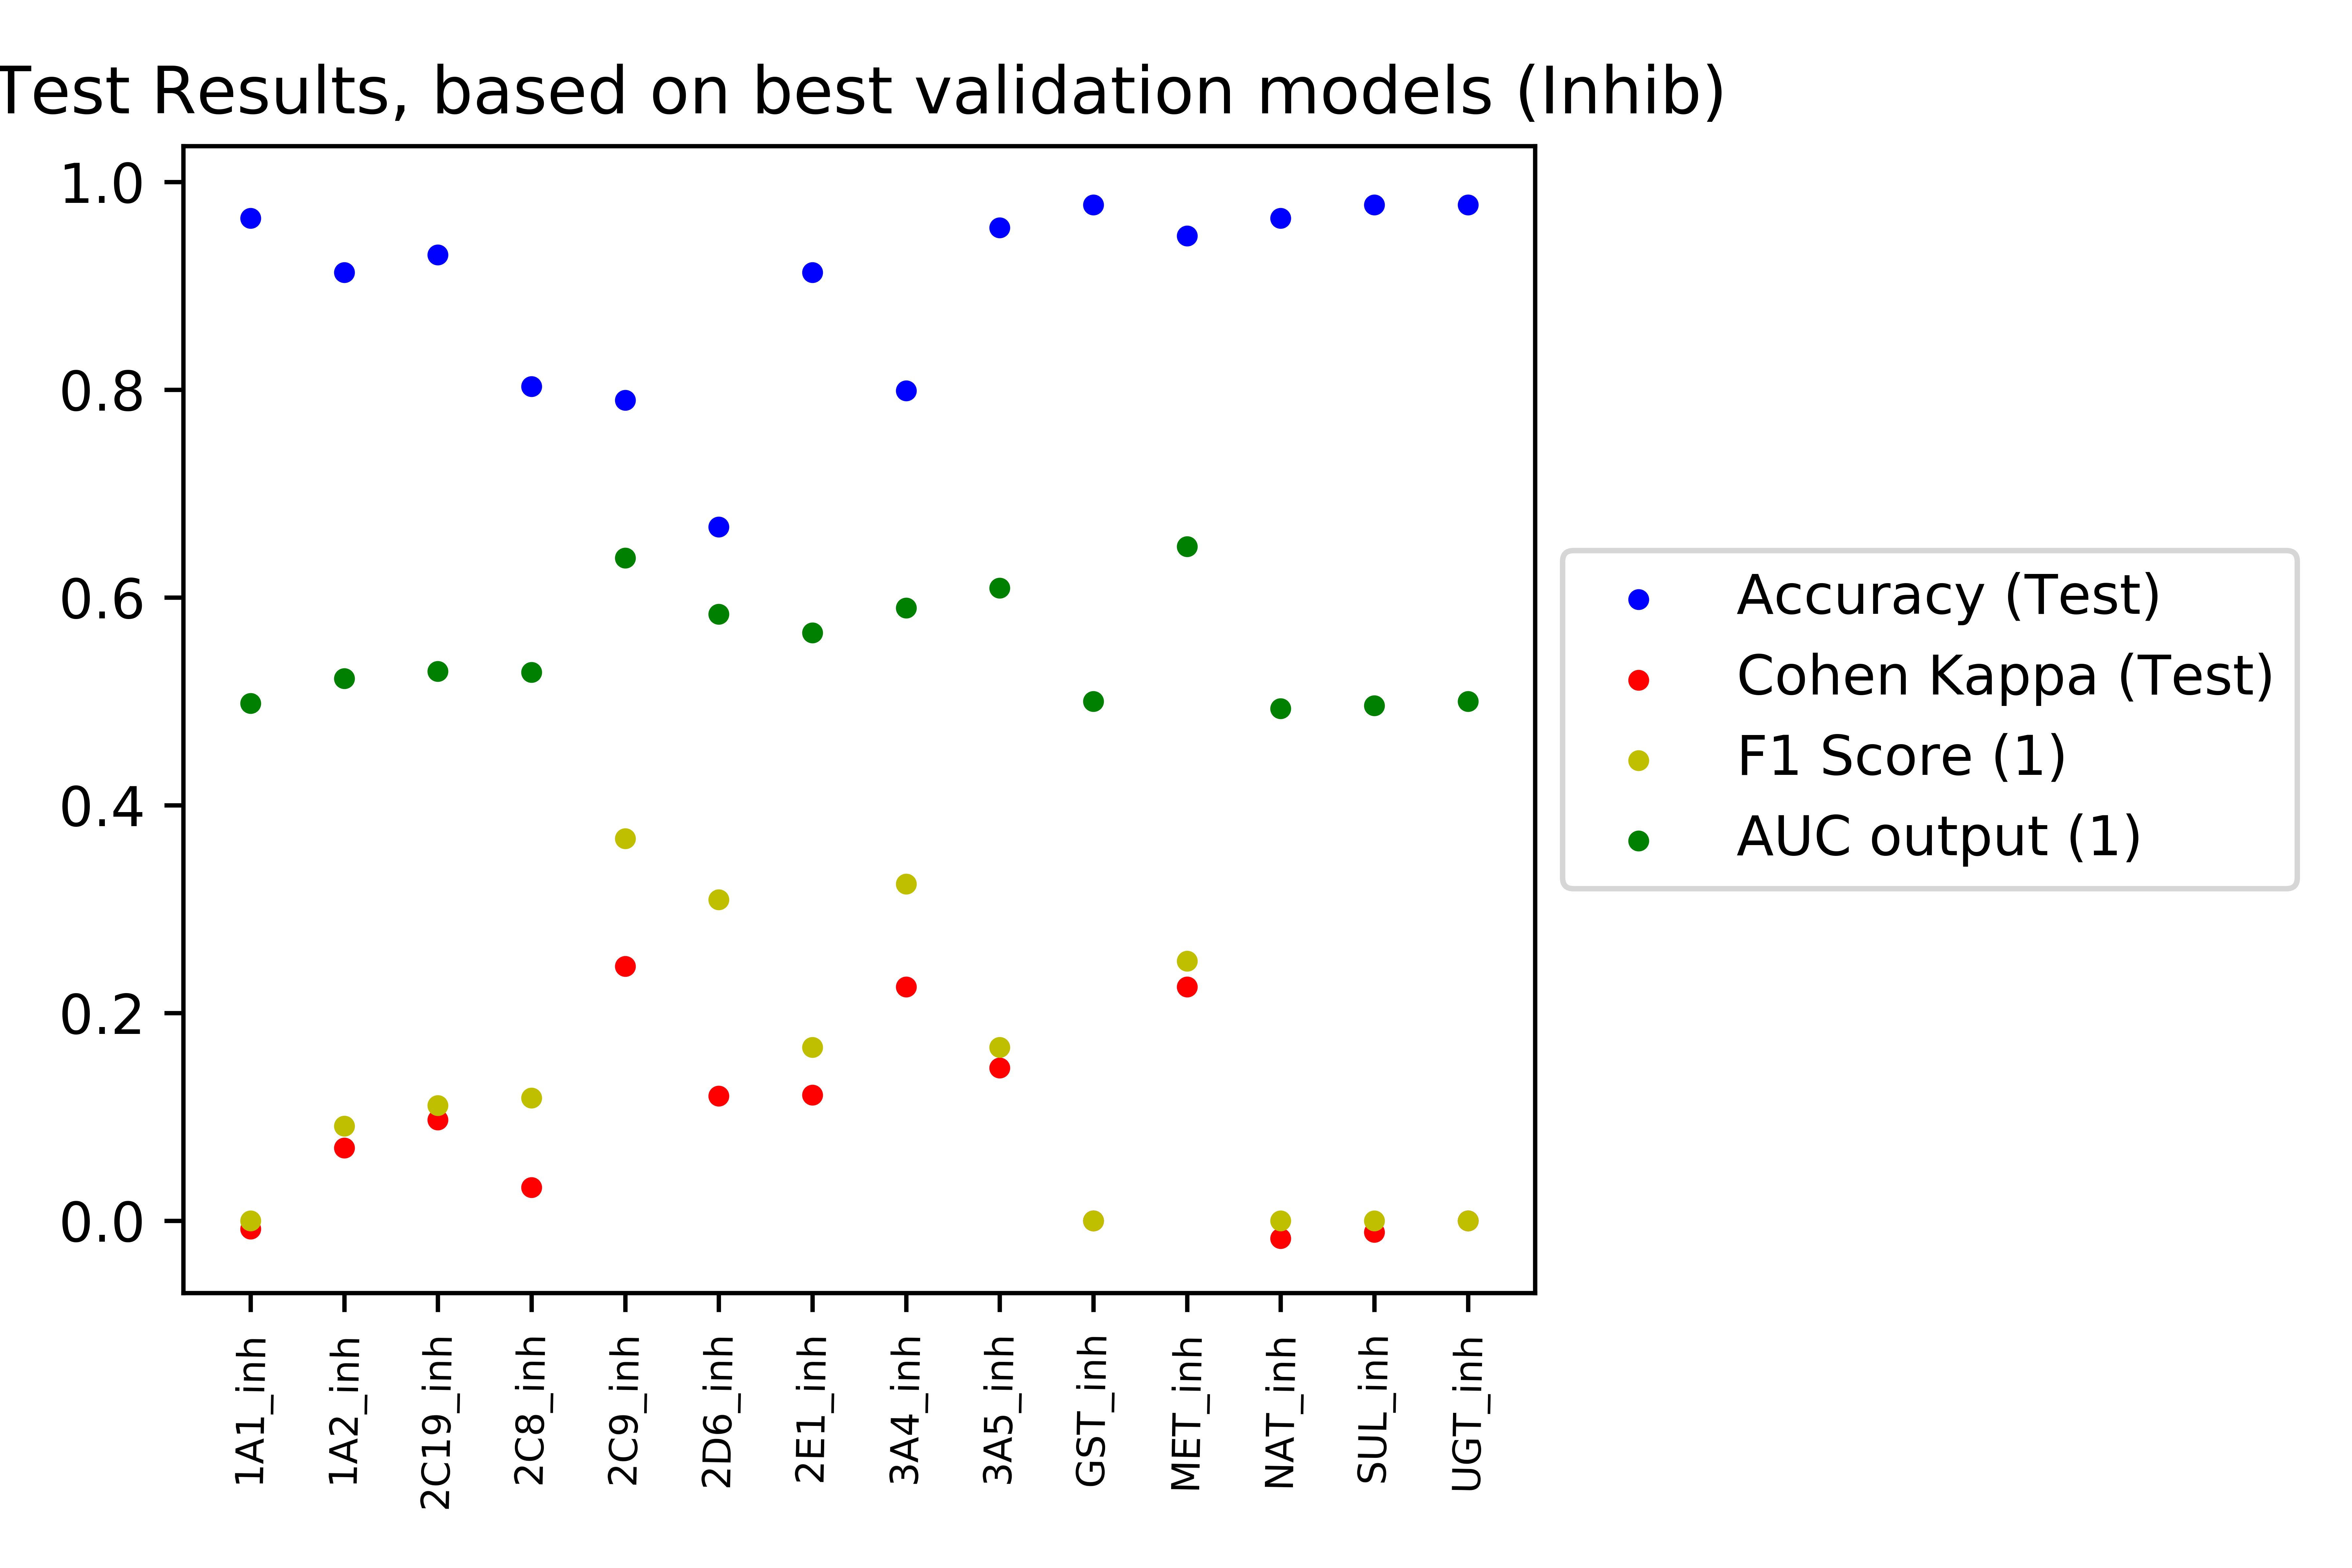 Test Results, based on best validation models (Inhib)
1.0
0.8
0.6
0.4
0.2
0.0
1A1_inh
1A2_inh
2C19_inh
2C8_inh
2C9_inh
2D6_inh
2E1_inh
3A4_inh
3A5_inh
GST_inh
MET_inh
NAT_inh
SUL_inh
UGT_inh
Accuracy (Test)
Cohen Kappa (Test)
F1 Score (1)
AUC output (1)